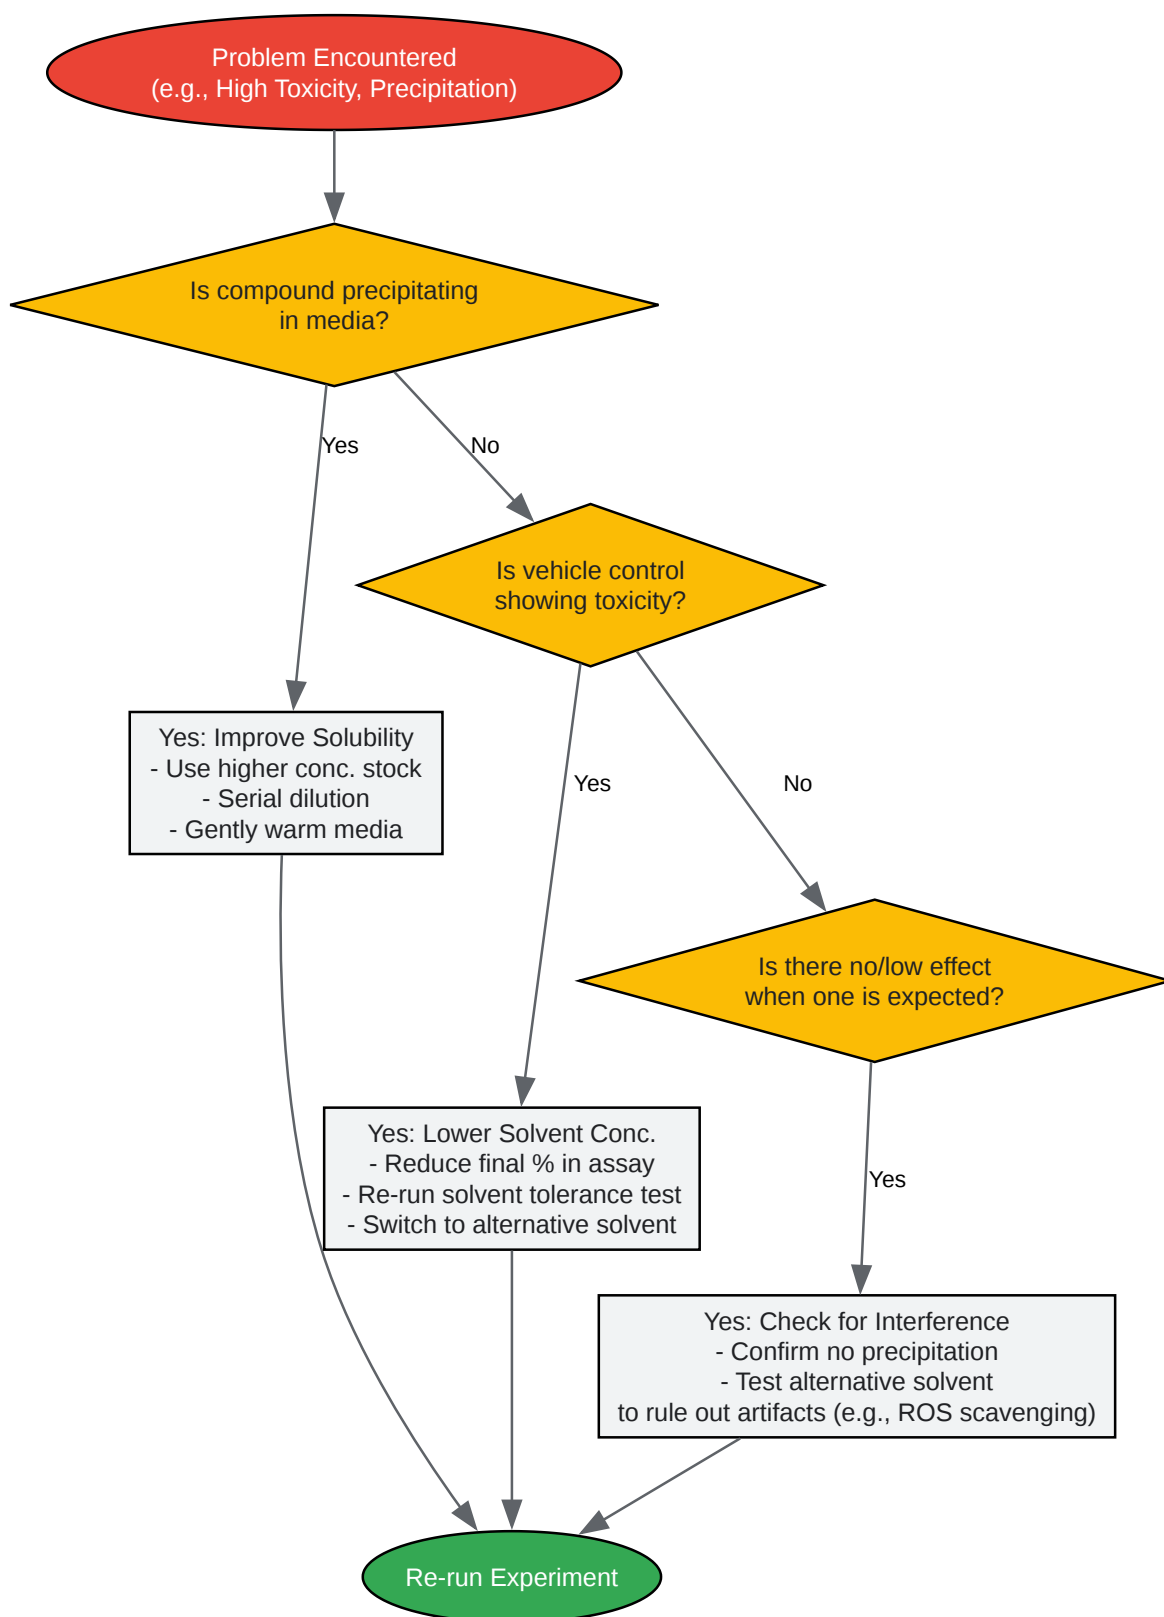 Problem Encountered
(e.g., High Toxicity, Precipitation)
Is compound precipitating
in media?
Yes
No
Is vehicle control
showing toxicity?
Yes: Improve Solubility
- Use higher conc. stock
- Serial dilution
- Gently warm media
Yes
No
Is there no/low effect
when one is expected?
Yes: Lower Solvent Conc.
- Reduce final % in assay
- Re-run solvent tolerance test
- Switch to alternative solvent
Yes
Yes: Check for Interference
- Confirm no precipitation
- Test alternative solvent
to rule out artifacts (e.g., ROS scavenging)
Re-run Experiment